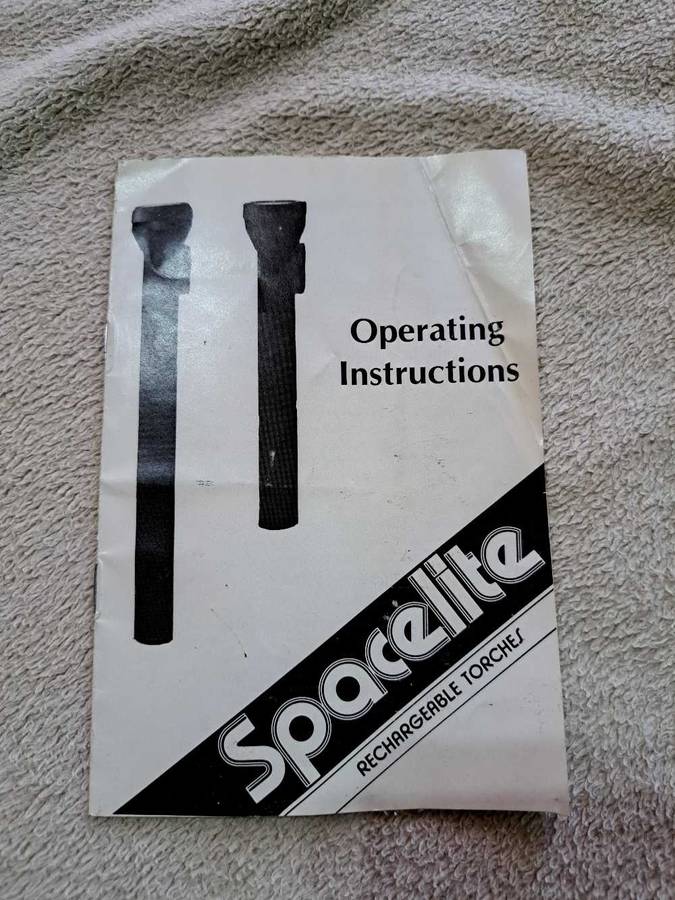 Operating
Instructions
Spacelite
RECHARGEABLE TORCHES